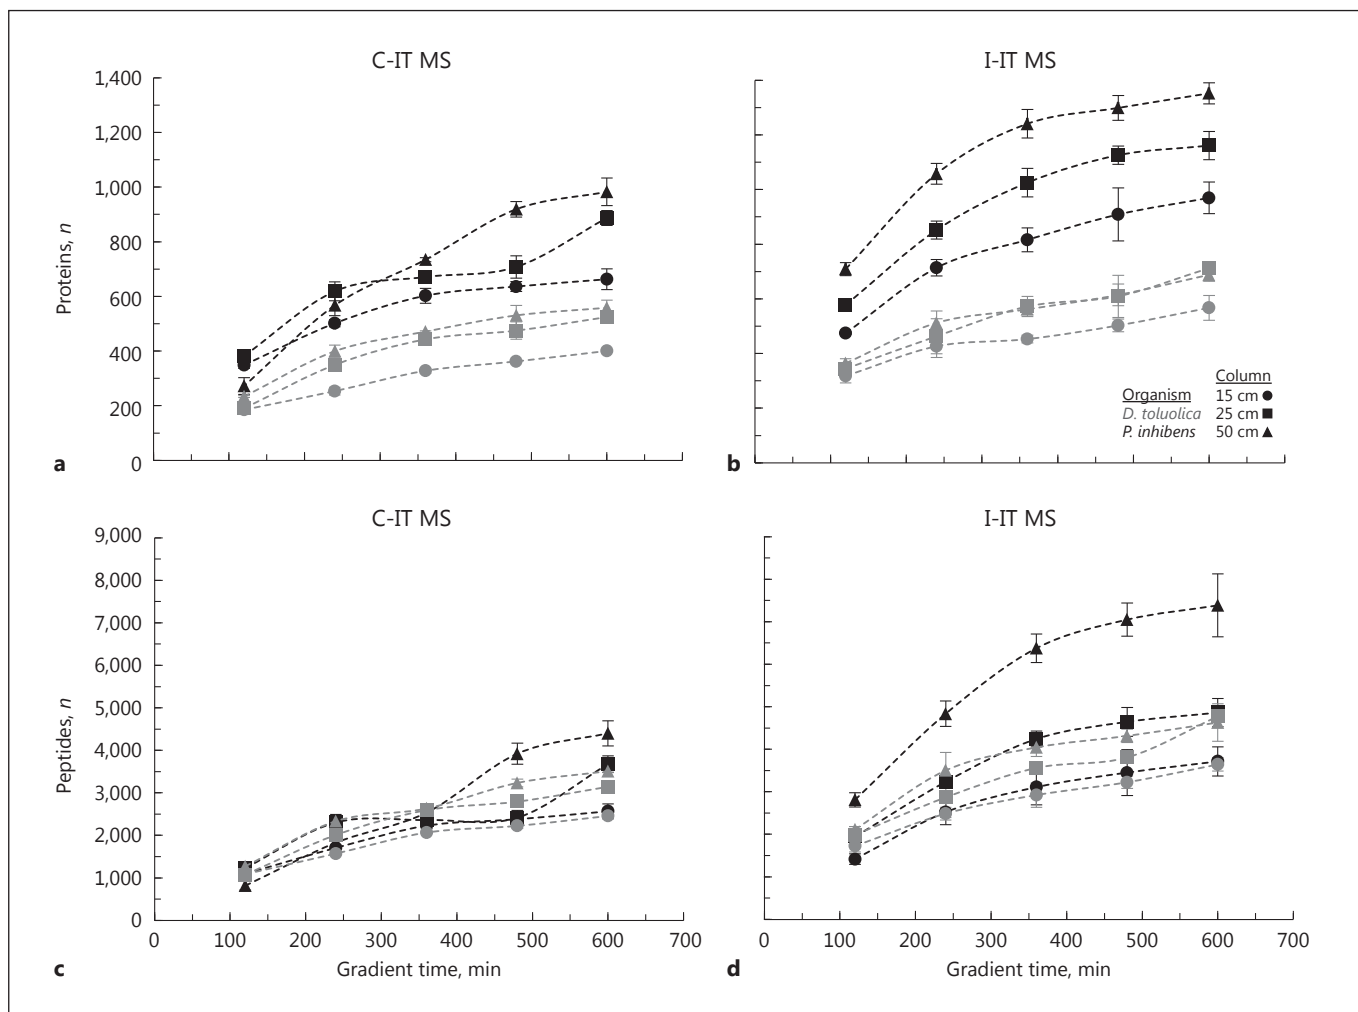 C-IT MS
I-IT MS
1,400
1,200
1,000
800
600
400
200
0
Proteins, n
a
b
Column
Organism
15 cm
D. toluolica
25 cm
P. inhibens
50 cm
C-IT MS
I-IT MS
9,000
8,000
7,000
6,000
5,000
4,000
3,000
2,000
1,000
0
Peptides, n
0 100 200 300 400 500 600 700
0 100 200 300 400 500 600 700
c
Gradient time, min
d
Gradient time, min